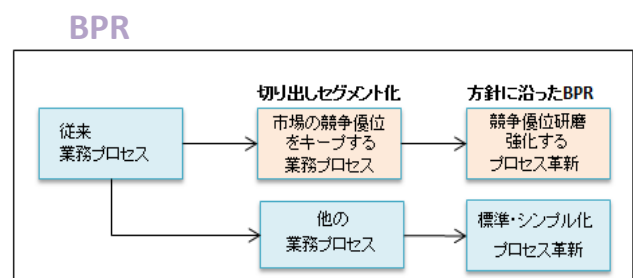 BPR
切り出しセグメント化
方針に沿ったBPR
従来
業務プロセス
市場の競争優位
をキープする
業務プロセス
競争優位研磨
強化する
プロセス革新
他の
業務プロセス
標準・シンプル化
プロセス革新